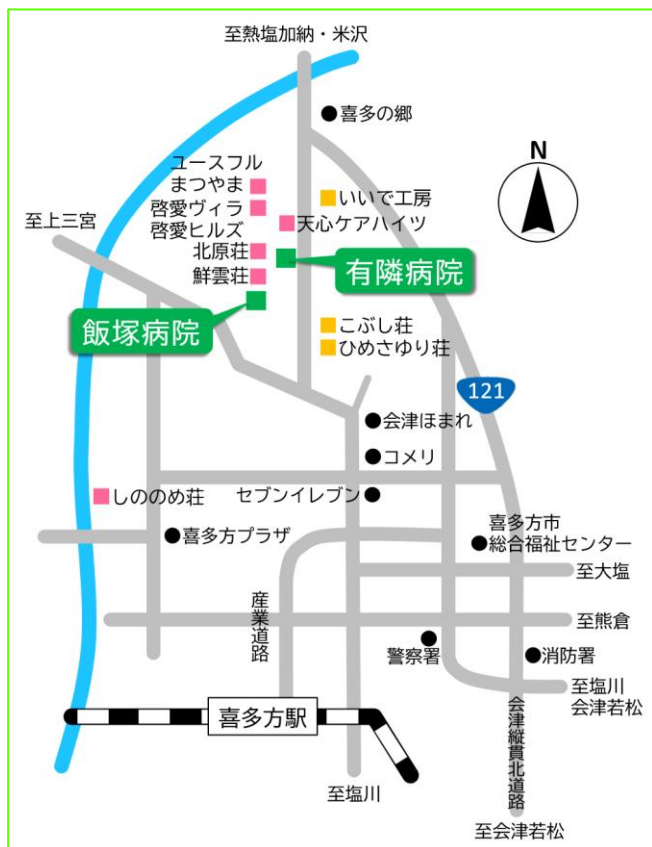 至熱塩加納・米沢
喜多の郷
N
ユースフル
まつやま
いいで工房
啓愛ヴィラ
天心ケアハイツ
至上三宮
啓愛ヒルズ
北原荘
有隣病院
鮮雲荘
飯塚病院
こぶし荘
ひめさゆり荘
121
会津ほまれ
コメリ
しののめ荘
セブンイレブン
喜多方市
総合福祉センター
喜多方プラザ
至大塩
産業道路
至熊倉
警察署
消防署
至塩川
会津若松
会津縦貫北道路
喜多方駅
至塩川
至会津若松